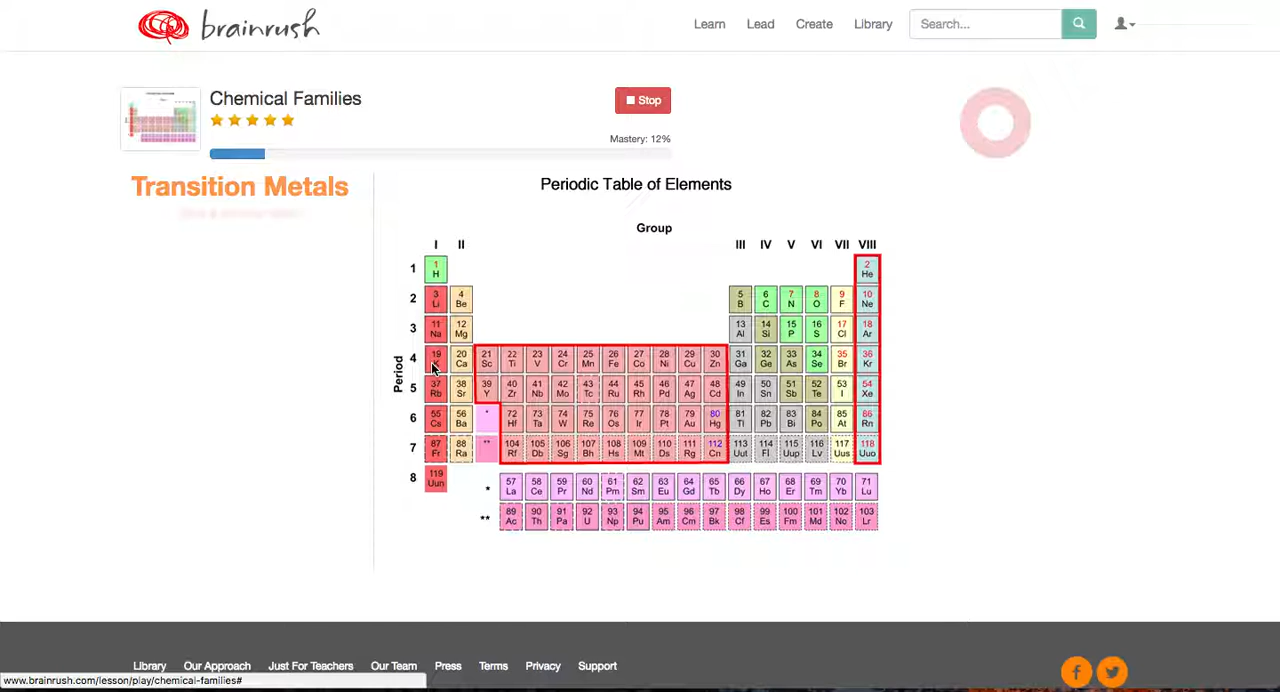 brainrush
Learn Lead Create Library Search...
Chemical Families
Stop
Mastery: 12%
Transition Metals
Periodic Table of Elements
Group
I II III IV V VI VII VIII
Period
1 1 H 2 He
2 3 Li 4 Be 5 B 6 C 7 N 8 O 9 F 10 Ne
3 11 Na 12 Mg 13 Al 14 Si 15 P 16 S 17 Cl 18 Ar
4 19 K 20 Ca 21 Sc 22 Ti 23 V 24 Cr 25 Mn 26 Fe 27 Co 28 Ni 29 Cu 30 Zn 31 Ga 32 Ge 33 As 34 Se 35 Br 36 Kr
5 37 Rb 38 Sr 39 Y 40 Zr 41 Nb 42 Mo 43 Tc 44 Ru 45 Rh 46 Pd 47 Ag 48 Cd 49 In 50 Sn 51 Sb 52 Te 53 I 54 Xe
6 55 Cs 56 Ba * 72 Hf 73 Ta 74 W 75 Re 76 Os 77 Ir 78 Pt 79 Au 80 Hg 81 Tl 82 Pb 83 Bi 84 Po 85 At 86 Rn
7 87 Fr 88 Ra ** 104 Rf 105 Db 106 Sg 107 Bh 108 Hs 109 Mt 110 Ds 111 Rg 112 Cn 113 Uut 114 Fl 115 Uup 116 Lv 117 Uus 118 Uuo
8 119 Uun
* 57 La 58 Ce 59 Pr 60 Nd 61 Pm 62 Sm 63 Eu 64 Gd 65 Tb 66 Dy 67 Ho 68 Er 69 Tm 70 Yb 71 Lu
** 89 Ac 90 Th 91 Pa 92 U 93 Np 94 Pu 95 Am 96 Cm 97 Bk 98 Cf 99 Es 100 Fm 101 Md 102 No 103 Lr
Library Our Approach Just For Teachers Our Team Press Terms Privacy Support
www.brainrush.com/lesson/play/chemical-families#